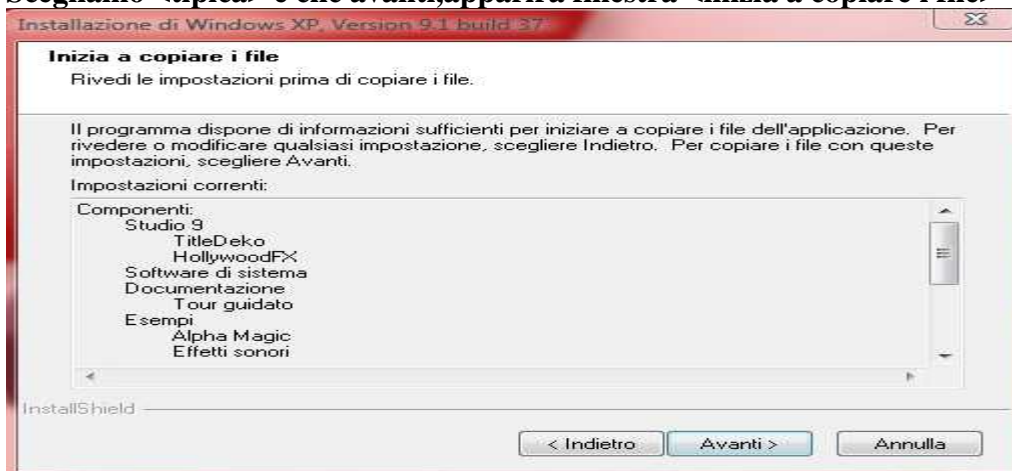 Installazione di Windows XP, Version 9.1 build 37
Inizia a copiare i file
Rivedi le impostazioni prima di copiare i file.
Il programma dispone di informazioni sufficienti per iniziare a copiare i file dell'applicazione. Per
rivedere o modificare qualsiasi impostazione, scegliere Indietro. Per copiare i file con queste
impostazioni, scegliere Avanti.
Impostazioni correnti:
Componenti:
Studio 9
TitleDeko
HollywoodFX
Software di sistema
Documentazione
Tour guidato
Esempi
Alpha Magic
Effetti sonori
InstallShield
< Indietro
Avanti >
Annulla